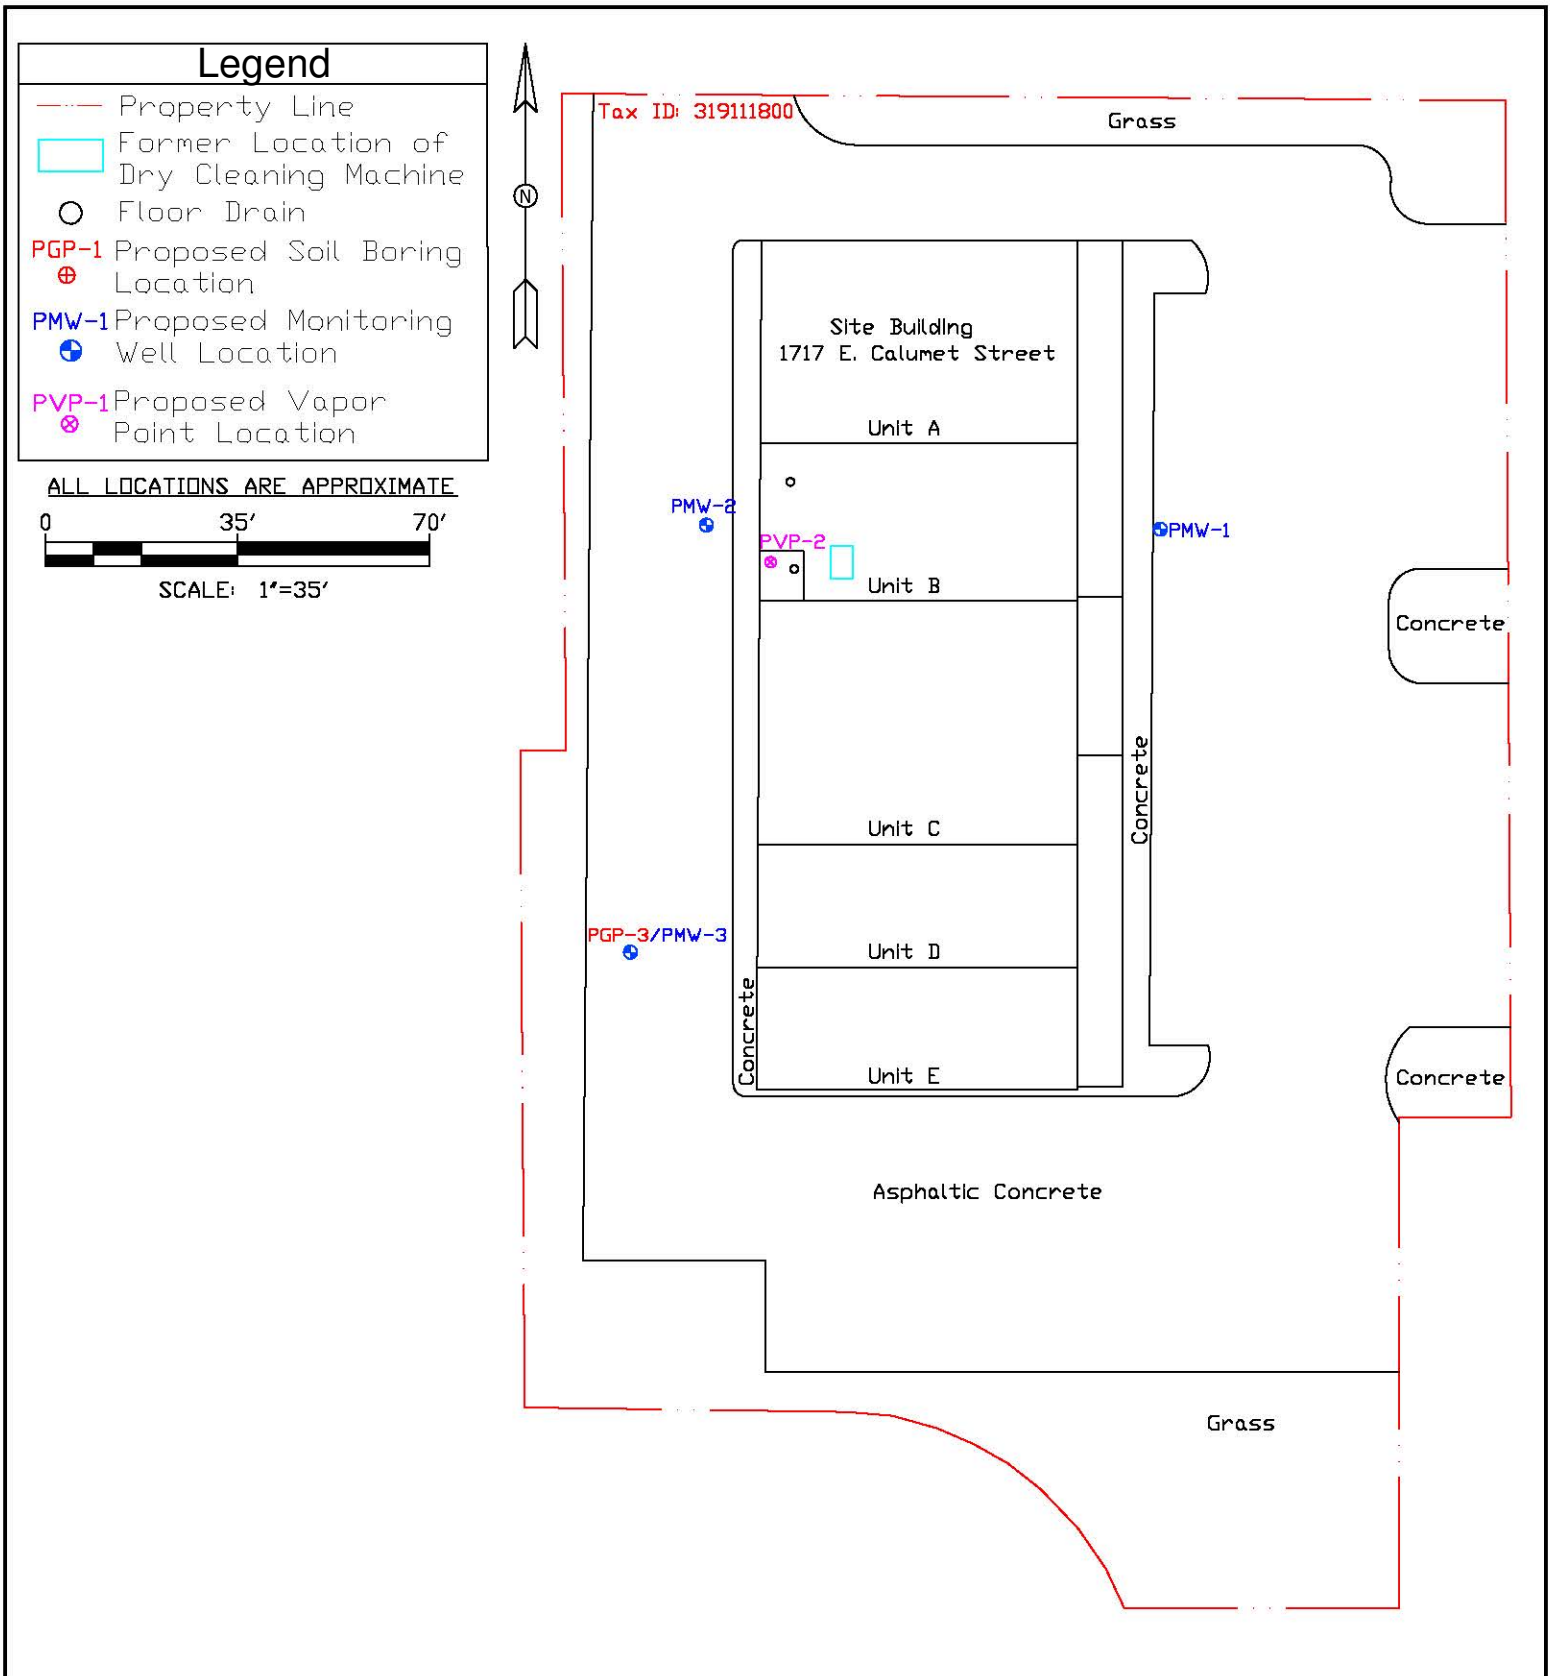 Legend
Property Line
Former Location of
Dry Cleaning Machine
Floor Drain
PGP-1 Proposed Soil Boring
Location
PMW-1 Proposed Monitoring
Well Location
PVP-1 Proposed Vapor
Point Location
ALL LOCATIONS ARE APPROXIMATE
0 35' 70'
SCALE: 1"=35'
N
Tax ID: 319111800
Grass
Site Building
1717 E. Calumet Street
Unit A
PMW-2
PMW-1
PVP-2
Unit B
Concrete
Concrete
Unit C
PGP-3/PMW-3
Unit D
Concrete
Unit E
Concrete
Asphaltic Concrete
Grass